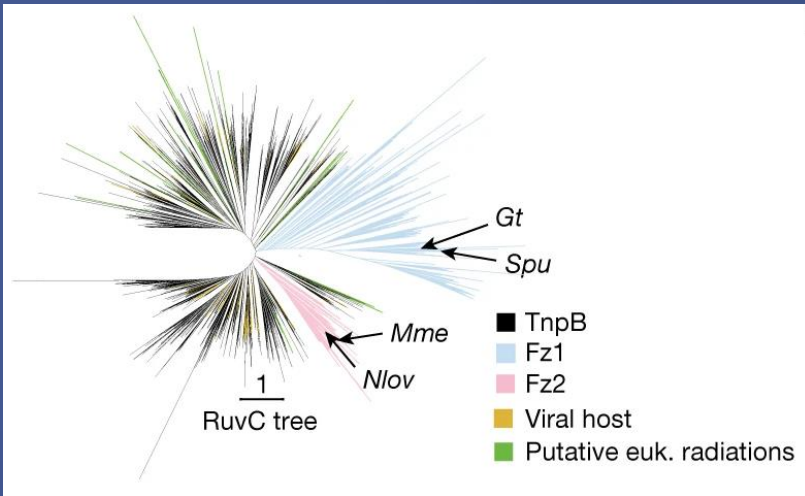 Gt
Spu
Mme
Nlov
1
RuvC tree
TnpB
Fz1
Fz2
Viral host
Putative euk. radiations